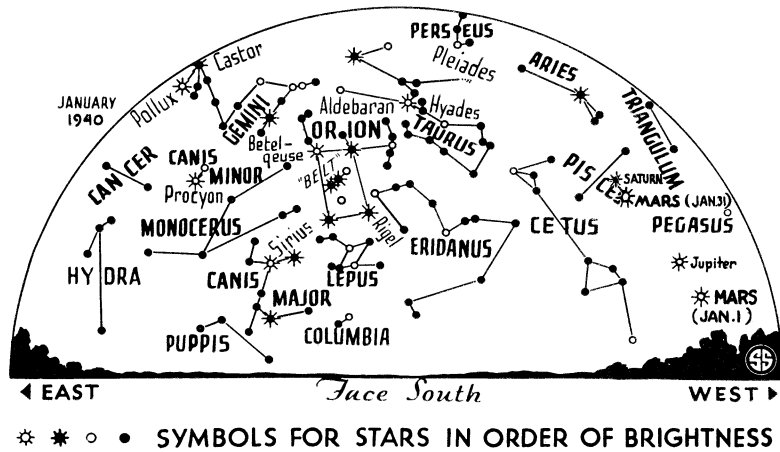 PERSEUS
Castor
Pleiades
ARIES
Pollux
JANUARY
1940
GEMINI
Aldebaran
Hyades
TRIANGULUM
ORION
TAURUS
Betel-
geuse
CANCER
CANIS
MINOR
Procyon
"BELT"
PISCES
SATURN
MARS (JAN.31)
MONOCERUS
PEGASUS
Sirius
Rigel
ERIDANUS
CETUS
HYDRA
CANIS
MAJOR
LEPUS
Jupiter
MARS
(JAN.1)
PUPPIS
COLUMBIA
SS
EAST
Face South
WEST
SYMBOLS FOR STARS IN ORDER OF BRIGHTNESS